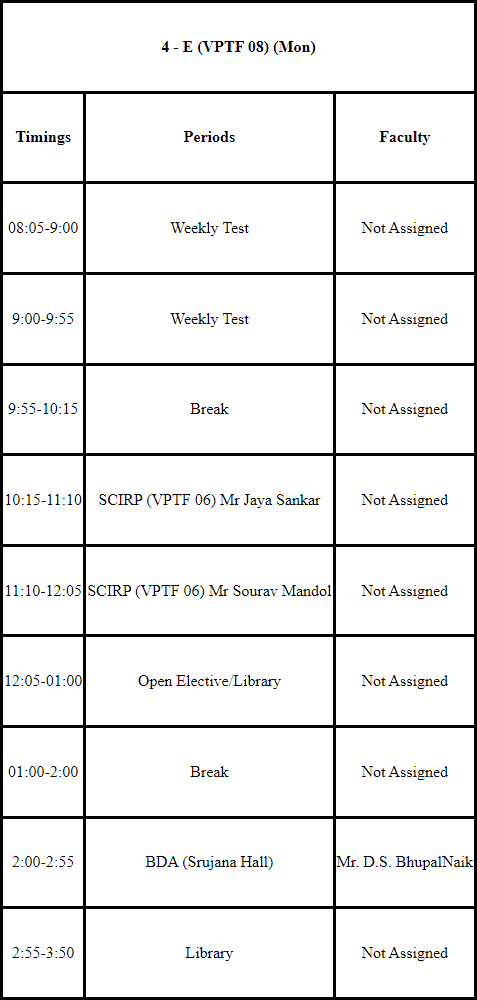 4 - E (VPTF 08) (Mon)
Timings Periods Faculty
08:05-9:00 Weekly Test Not Assigned
9:00-9:55 Weekly Test Not Assigned
9:55-10:15 Break Not Assigned
10:15-11:10 SCIRP (VPTF 06) Mr Jaya Sankar Not Assigned
11:10-12:05 SCIRP (VPTF 06) Mr Sourav Mandol Not Assigned
12:05-01:00 Open Elective/Library Not Assigned
01:00-2:00 Break Not Assigned
2:00-2:55 BDA (Srujana Hall) Mr. D.S. BhupalNaik
2:55-3:50 Library Not Assigned